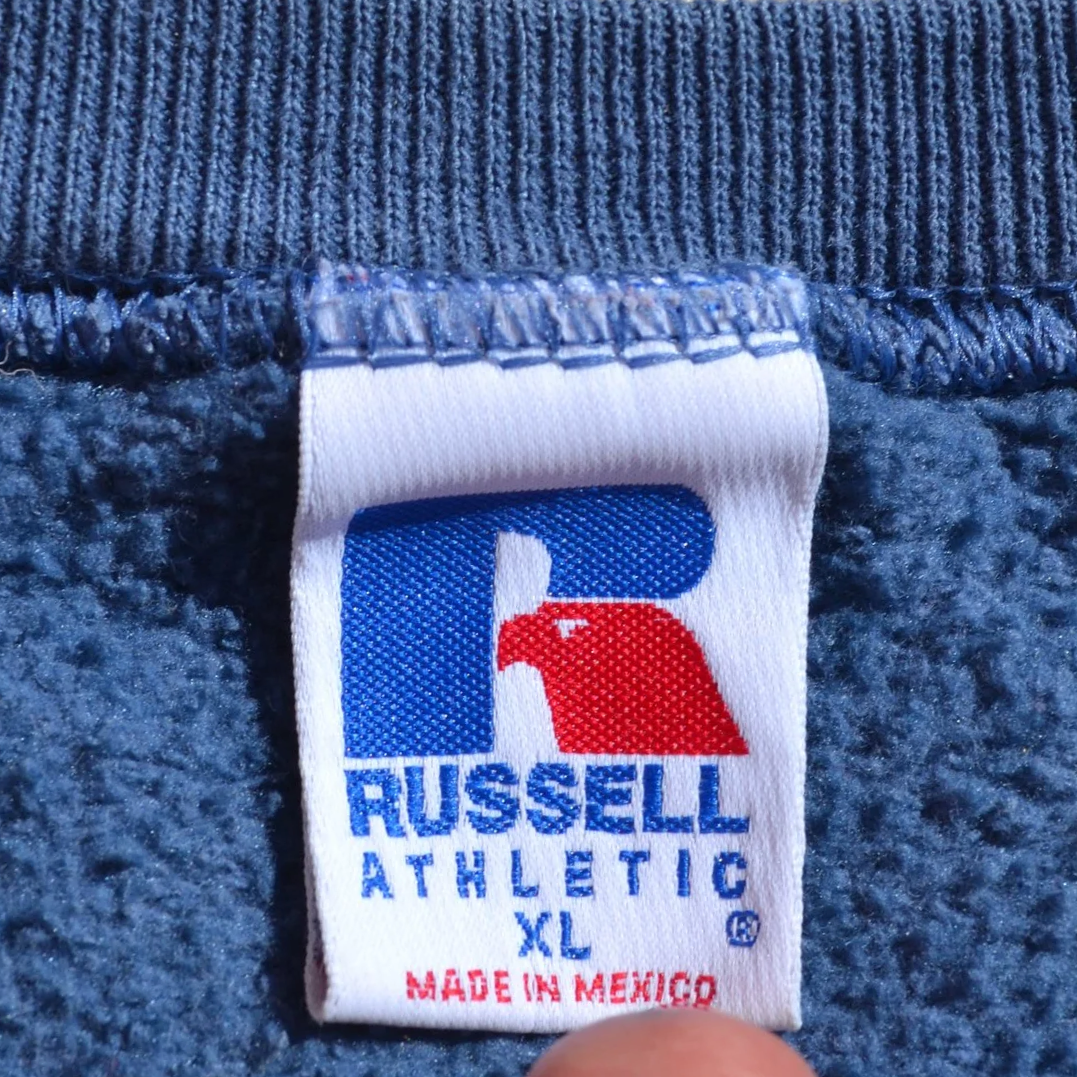 RUSSELL
ATHLETIC
XL ®
MADE IN MEXICO